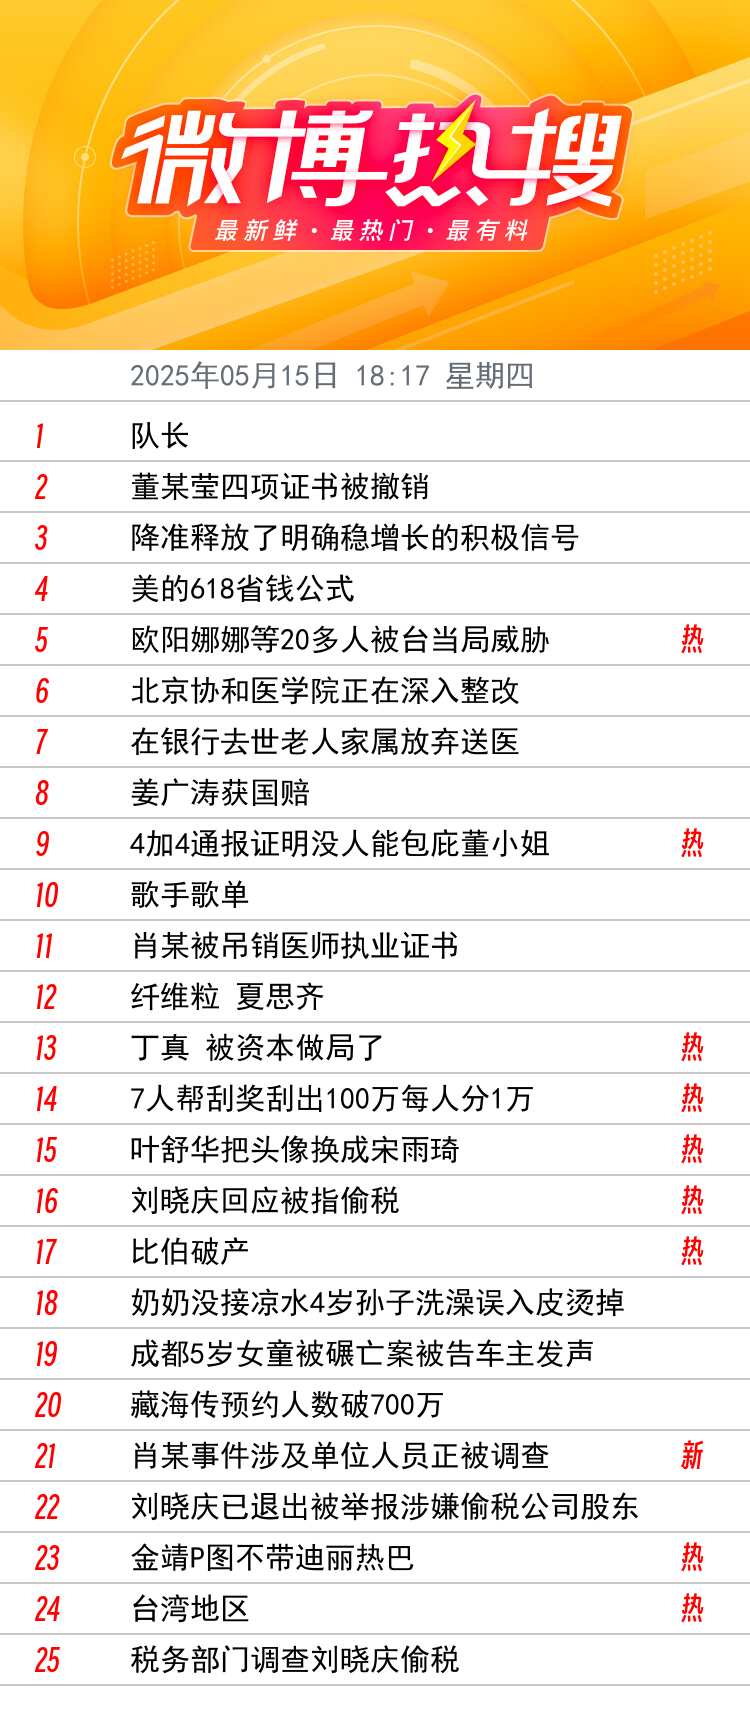 微博热搜
最新鲜·最热门·最有料
2025年05月15日 18:17 星期四
1 队长
2 董某莹四项证书被撤销
3 降准释放了明确稳增长的积极信号
4 美的618省钱公式
5 欧阳娜娜等20多人被台当局威胁 热
6 北京协和医学院正在深入整改
7 在银行去世老人家属放弃送医
8 姜广涛获国赔
9 4加4通报证明没人能包庇董小姐 热
10 歌手歌单
11 肖某被吊销医师执业证书
12 纤维粒 夏思齐
13 丁真 被资本做局了 热
14 7人帮刮奖刮出100万每人分1万 热
15 叶舒华把头像换成宋雨琦 热
16 刘晓庆回应被指偷税 热
17 比伯破产 热
18 奶奶没接凉水4岁孙子洗澡误入皮烫掉
19 成都5岁女童被碾亡案被告车主发声
20 藏海传预约人数破700万
21 肖某事件涉及单位人员正被调查 新
22 刘晓庆已退出被举报涉嫌偷税公司股东
23 金靖P图不带迪丽热巴 热
24 台湾地区 热
25 税务部门调查刘晓庆偷税